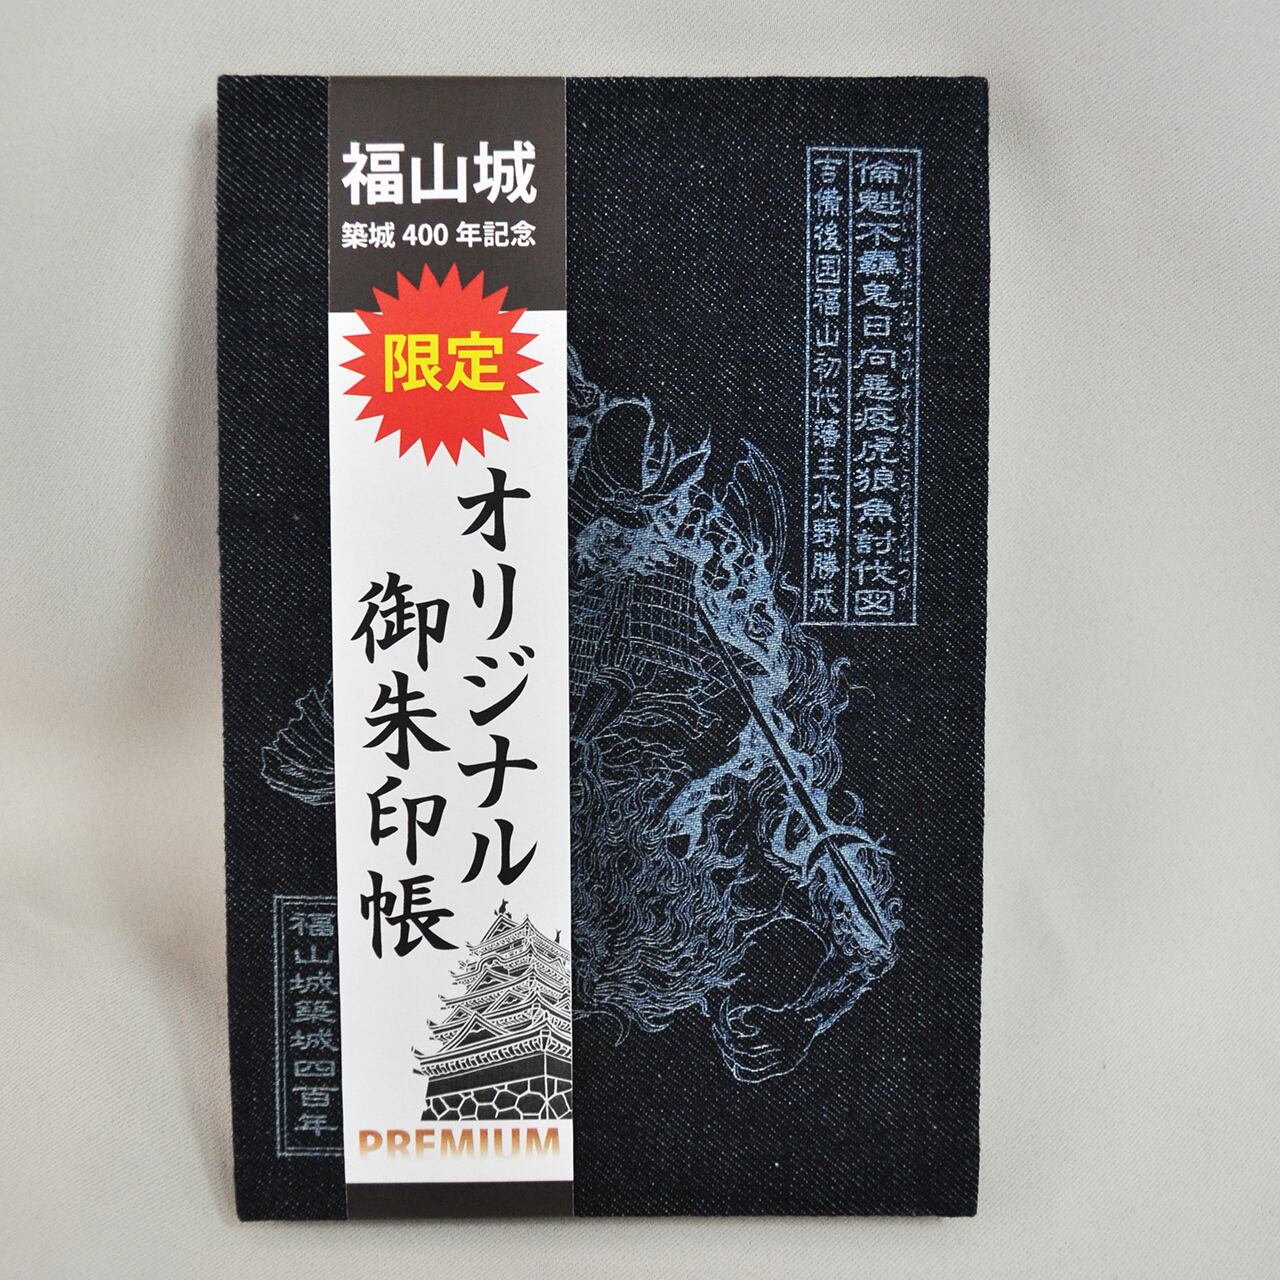 福山城
築城400年記念
限定
オリジナル
御朱印帳
PREMIUM
倫魁不羈鬼日向悪疫虎狼魚討伐図
吉備後国福山初代藩主水野勝成
福山城築城四百年